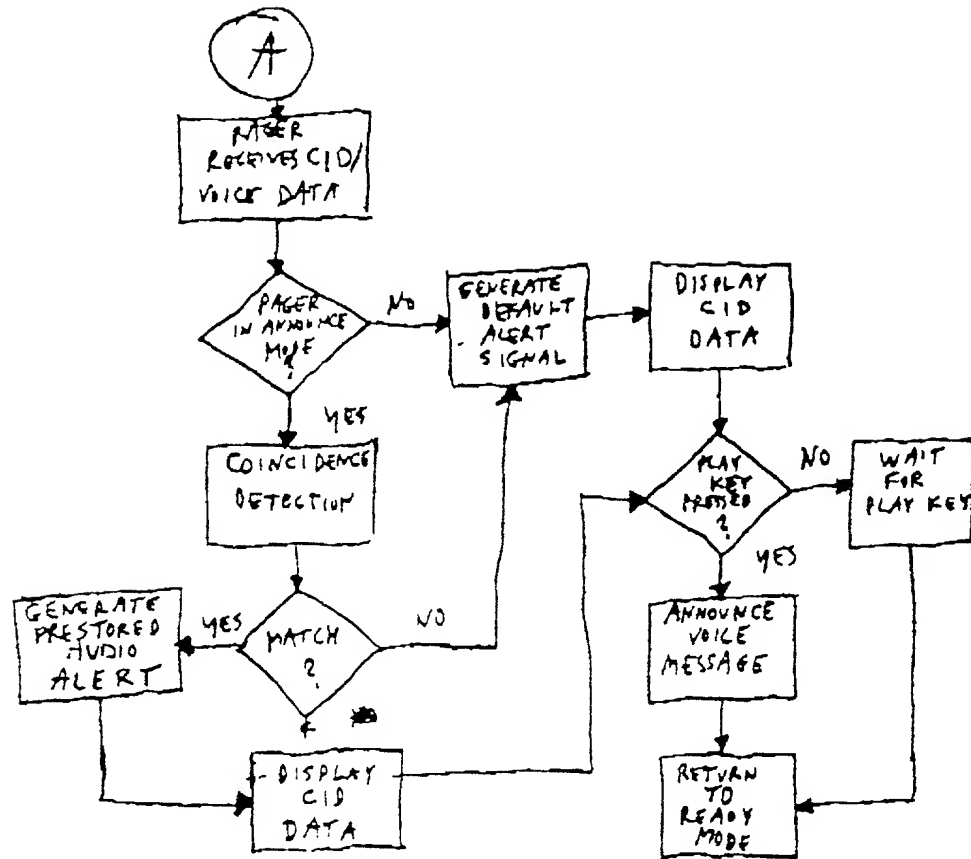 A
PAGER
RECEIVES CID/
VOICE DATA
PAGER
IN ANNOUNCE
MODE
?
NO
YES
GENERATE
DEFAULT
ALERT
SIGNAL
DISPLAY
CID
DATA
COINCIDENCE
DETECTION
PLAY
KEY
PRESSED
?
NO
YES
WAIT
FOR
PLAY KEY
MATCH
?
YES
NO
GENERATE
PRESTORED
AUDIO
ALERT
DISPLAY
CID
DATA
ANNOUNCE
VOICE
MESSAGE
RETURN
TO
READY
MODE